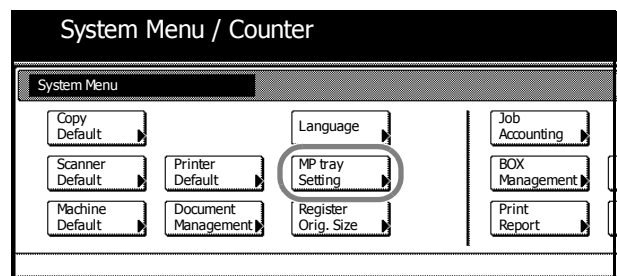 System Menu / Counter
System Menu
Copy
Default
Language
Job
Accounting
Scanner
Default
Printer
Default
MP tray
Setting
BOX
Management
Machine
Default
Document
Management
Register
Orig. Size
Print
Report